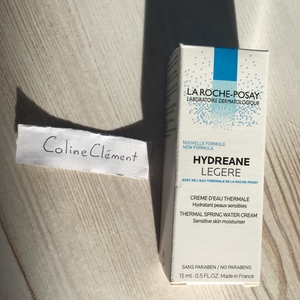 Coline Clément
LA ROCHE-POSAY
LABORATOIRE DERMATOLOGIQUE
NOUVELLE FORMULE
NEW FORMULA
HYDREANE
LEGERE
AVEC DE L'EAU THERMALE DE LA ROCHE-POSAY
CREME D'EAU THERMALE
Hydratant peaux sensibles
THERMAL SPRING WATER CREAM
Sensitive skin moisturiser
SANS PARABEN / NO PARABENS
15 ml - 0.5 FL.OZ. Made in France